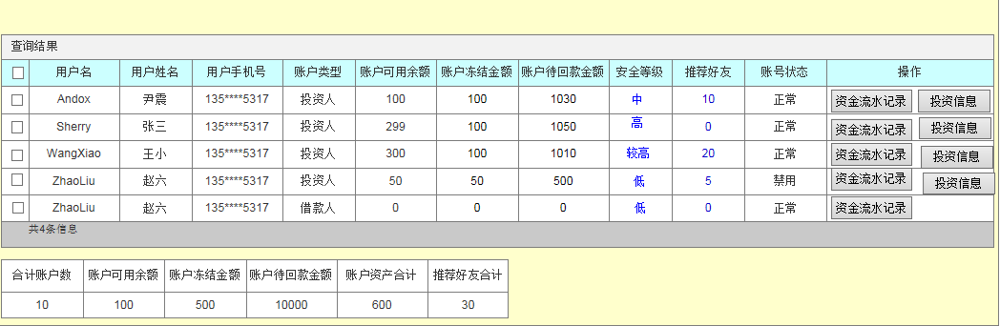 查询结果
用户名 用户姓名 用户手机号 账户类型 账户可用余额 账户冻结金额 账户待回款金额 安全等级 推荐好友 账号状态 操作
Andox 尹震 135****5317 投资人 100 100 1030 中 10 正常 资金流水记录 投资信息
Sherry 张三 135****5317 投资人 299 100 1050 高 0 正常 资金流水记录 投资信息
WangXiao 王小 135****5317 投资人 300 100 1010 较高 20 正常 资金流水记录 投资信息
ZhaoLiu 赵六 135****5317 投资人 50 50 500 低 5 禁用 资金流水记录 投资信息
ZhaoLiu 赵六 135****5317 借款人 0 0 0 低 0 正常 资金流水记录
共4条信息
合计账户数 账户可用余额 账户冻结金额 账户待回款金额 账户资产合计 推荐好友合计
10 100 500 10000 600 30